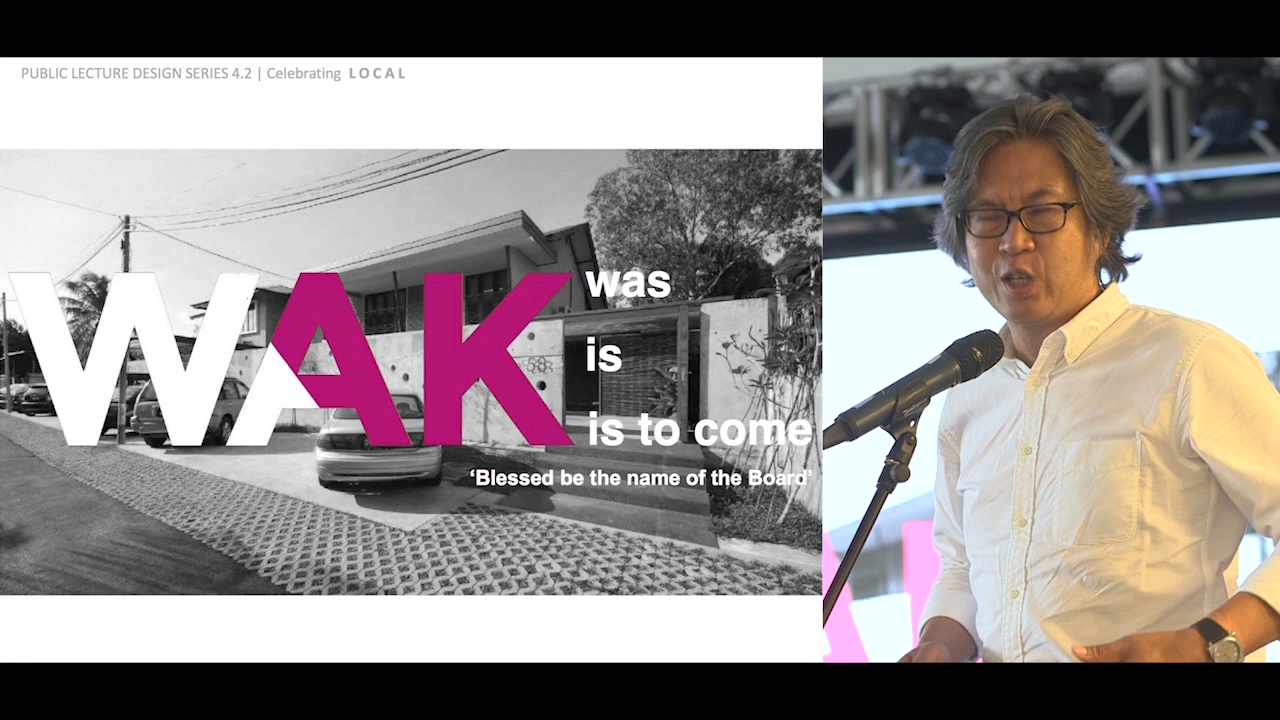 PUBLIC LECTURE DESIGN SERIES 4.2 | Celebrating LOCAL
WAK
was
is
is to come
‘Blessed be the name of the Board’